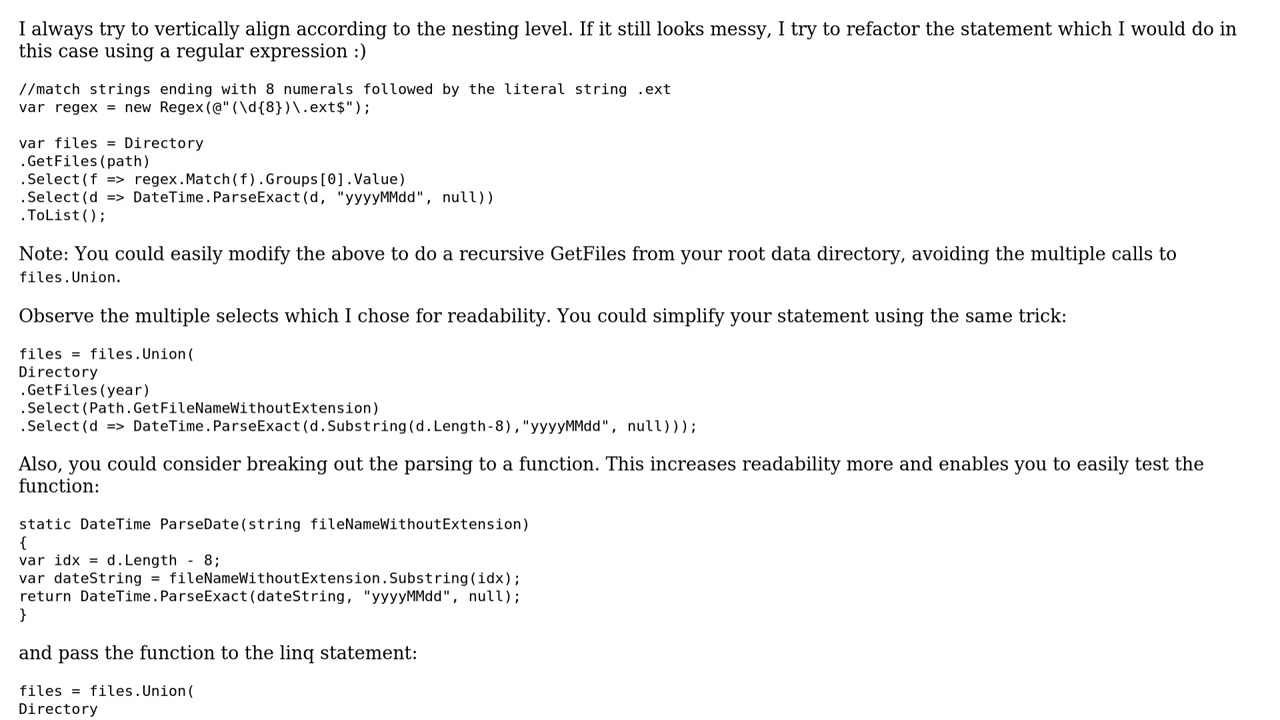 I always try to vertically align according to the nesting level. If it still looks messy, I try to refactor the statement which I would do in
this case using a regular expression :)
//match strings ending with 8 numerals followed by the literal string .ext
var regex = new Regex(@"(\d{8})\.ext$");
var files = Directory
.GetFiles(path)
.Select(f => regex.Match(f).Groups[0].Value)
.Select(d => DateTime.ParseExact(d, "yyyyMMdd", null))
.ToList();
Note: You could easily modify the above to do a recursive GetFiles from your root data directory, avoiding the multiple calls to
files.Union.
Observe the multiple selects which I chose for readability. You could simplify your statement using the same trick:
files = files.Union(
Directory
.GetFiles(year)
.Select(Path.GetFileNameWithoutExtension)
.Select(d => DateTime.ParseExact(d.Substring(d.Length-8),"yyyyMMdd", null)));
Also, you could consider breaking out the parsing to a function. This increases readability more and enables you to easily test the
function:
static DateTime ParseDate(string fileNameWithoutExtension)
{
var idx = d.Length - 8;
var dateString = fileNameWithoutExtension.Substring(idx);
return DateTime.ParseExact(dateString, "yyyyMMdd", null);
}
and pass the function to the linq statement:
files = files.Union(
Directory